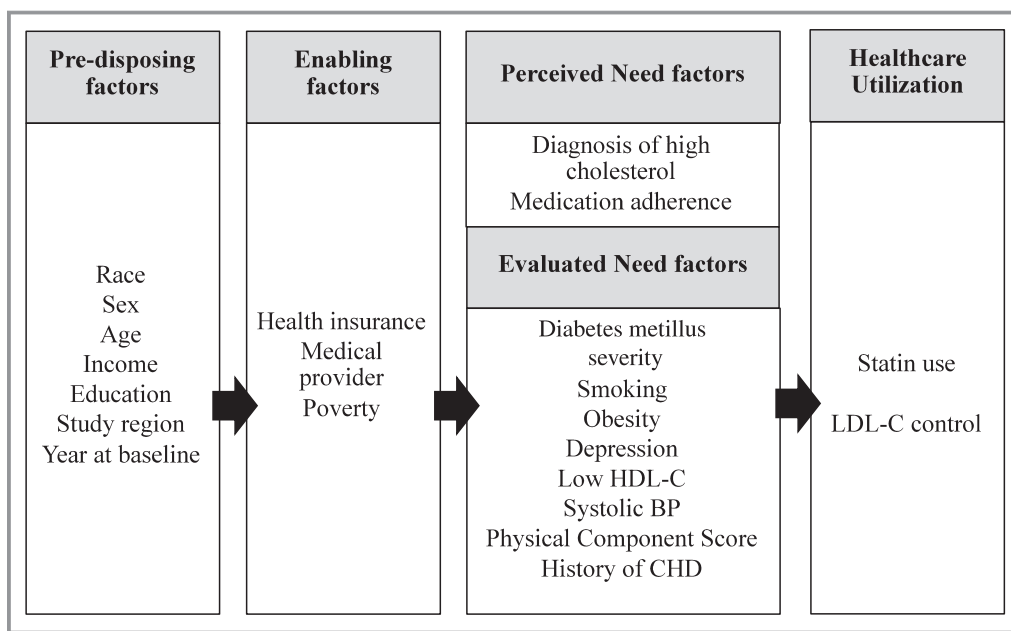 Pre-disposing
factors
Race
Sex
Age
Income
Education
Study region
Year at baseline
Enabling
factors
Health insurance
Medical
provider
Poverty
Perceived Need factors
Diagnosis of high
cholesterol
Medication adherence
Evaluated Need factors
Diabetes metillus
severity
Smoking
Obesity
Depression
Low HDL-C
Systolic BP
Physical Component Score
History of CHD
Healthcare
Utilization
Statin use
LDL-C control